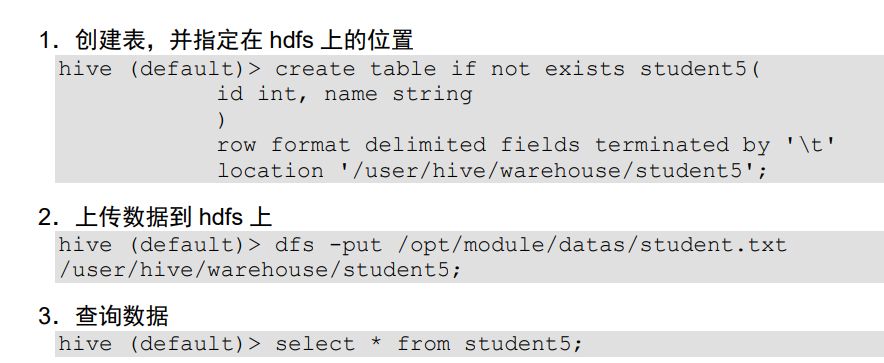 1. 创建表，并指定在 hdfs 上的位置
hive (default)> create table if not exists student5(
id int, name string
)
row format delimited fields terminated by '\t'
location '/user/hive/warehouse/student5';
2. 上传数据到 hdfs 上
hive (default)> dfs -put /opt/module/datas/student.txt
/user/hive/warehouse/student5;
3. 查询数据
hive (default)> select * from student5;